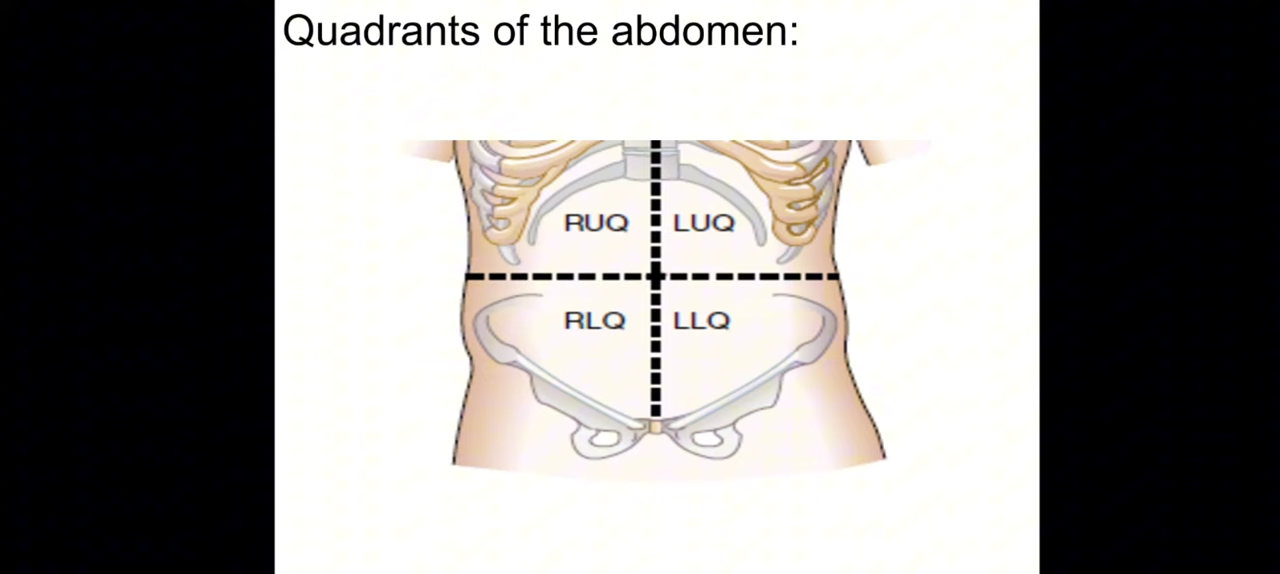 Quadrants of the abdomen:
RUQ LUQ
RLQ LLQ